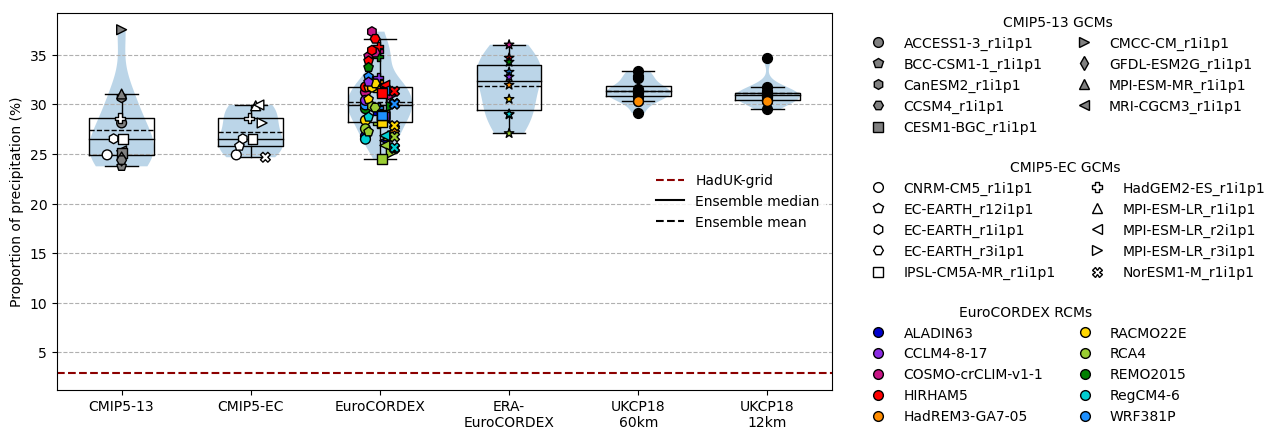 Proportion of precipitation (%)
35
30
25
20
15
10
5
CMIP5-13
CMIP5-EC
EuroCORDEX
ERA-
EuroCORDEX
UKCP18
60km
UKCP18
12km
HadUK-grid
Ensemble median
Ensemble mean
CMIP5-13 GCMs
ACCESS1-3_r1i1p1
BCC-CSM1-1_r1i1p1
CanESM2_r1i1p1
CCSM4_r1i1p1
CESM1-BGC_r1i1p1
CMCC-CM_r1i1p1
GFDL-ESM2G_r1i1p1
MPI-ESM-MR_r1i1p1
MRI-CGCM3_r1i1p1
CMIP5-EC GCMs
CNRM-CM5_r1i1p1
EC-EARTH_r12i1p1
EC-EARTH_r1i1p1
EC-EARTH_r3i1p1
IPSL-CM5A-MR_r1i1p1
HadGEM2-ES_r1i1p1
MPI-ESM-LR_r1i1p1
MPI-ESM-LR_r2i1p1
MPI-ESM-LR_r3i1p1
NorESM1-M_r1i1p1
EuroCORDEX RCMs
ALADIN63
CCLM4-8-17
COSMO-crCLIM-v1-1
HIRHAM5
HadREM3-GA7-05
RACMO22E
RCA4
REMO2015
RegCM4-6
WRF381P